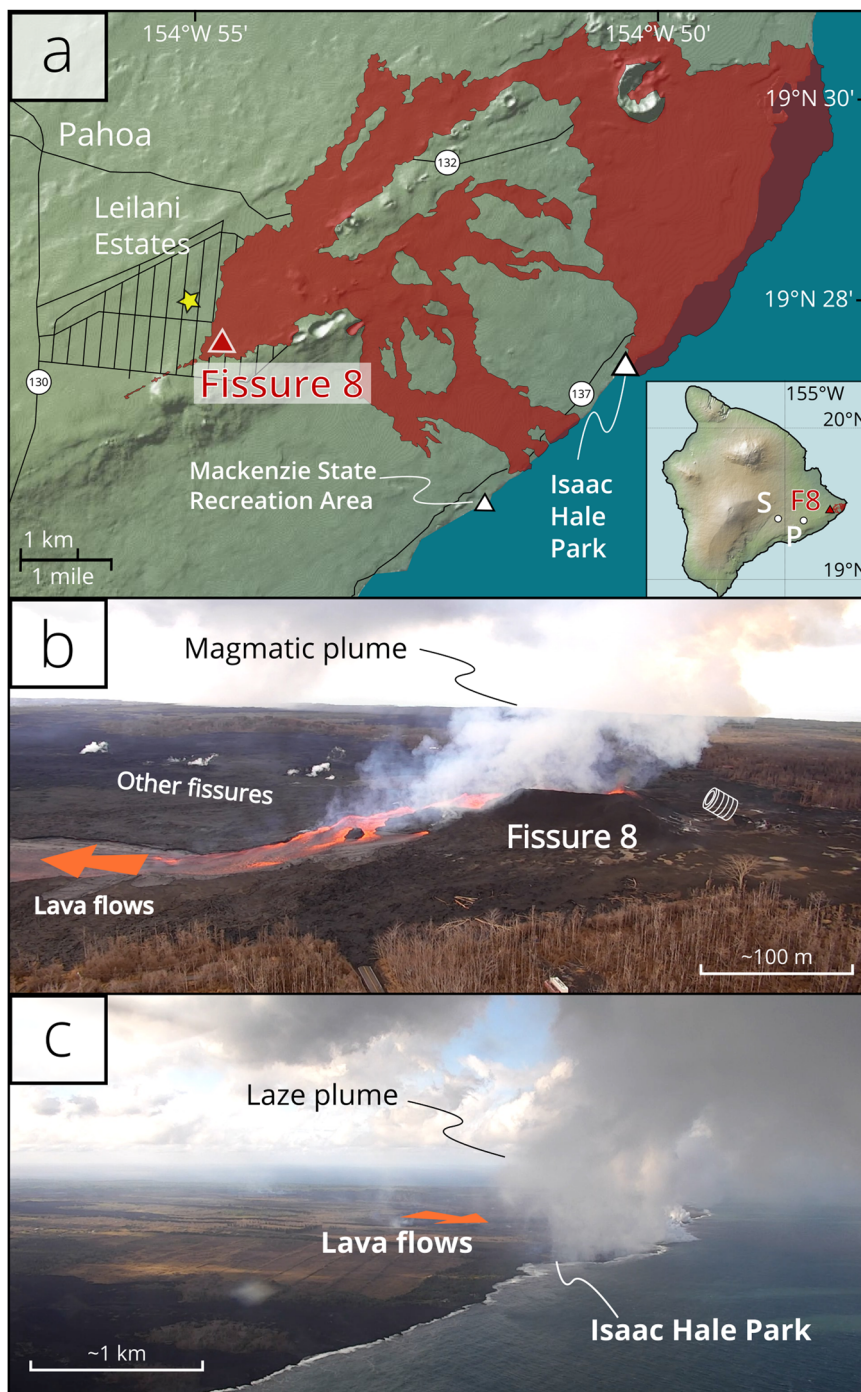 a
154°W 55'
154°W 50'
19°N 30'
Pahoa
132
Leilani
Estates
19°N 28'
Fissure 8
130
137
Mackenzie State
Recreation Area
Isaac
Hale
Park
1 km
1 mile
155°W
20°N
S
F8
P
19°N
b
Magmatic plume
Other fissures
Fissure 8
Lava flows
~100 m
c
Laze plume
Lava flows
Isaac Hale Park
~1 km